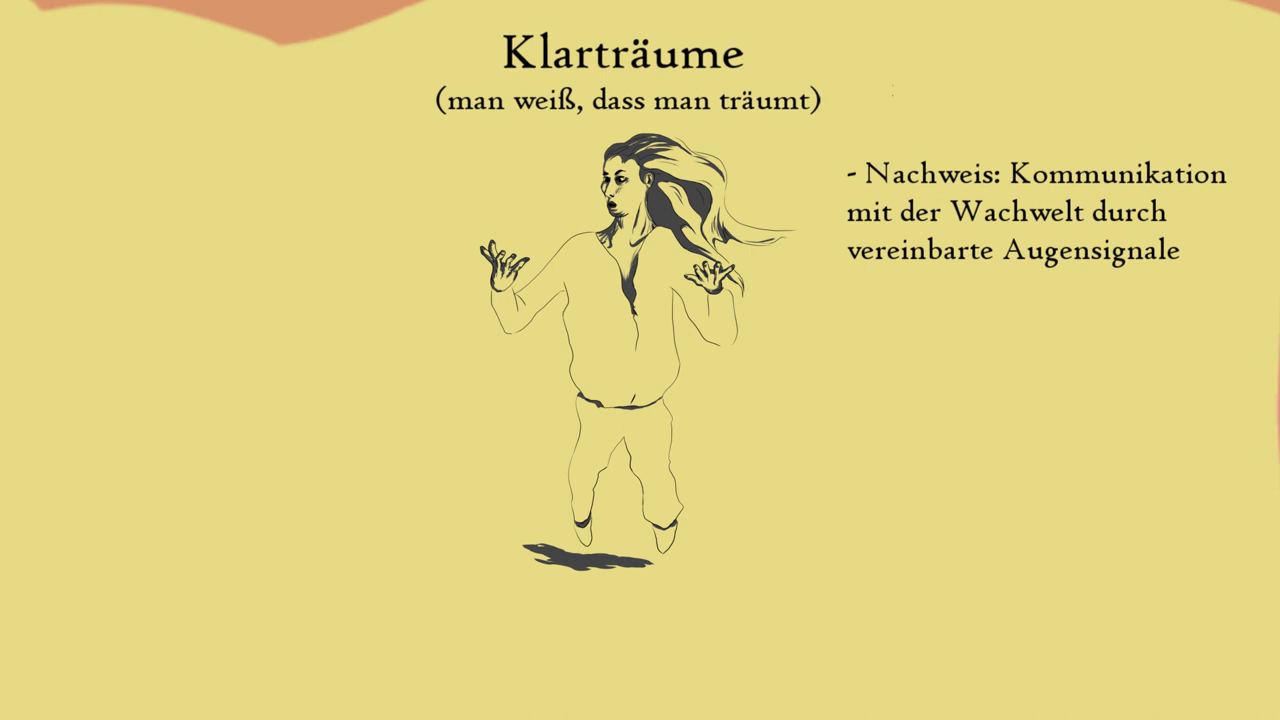 Klarträume
(man weiß, dass man träumt)
- Nachweis: Kommunikation
mit der Wachwelt durch
vereinbarte Augensignale